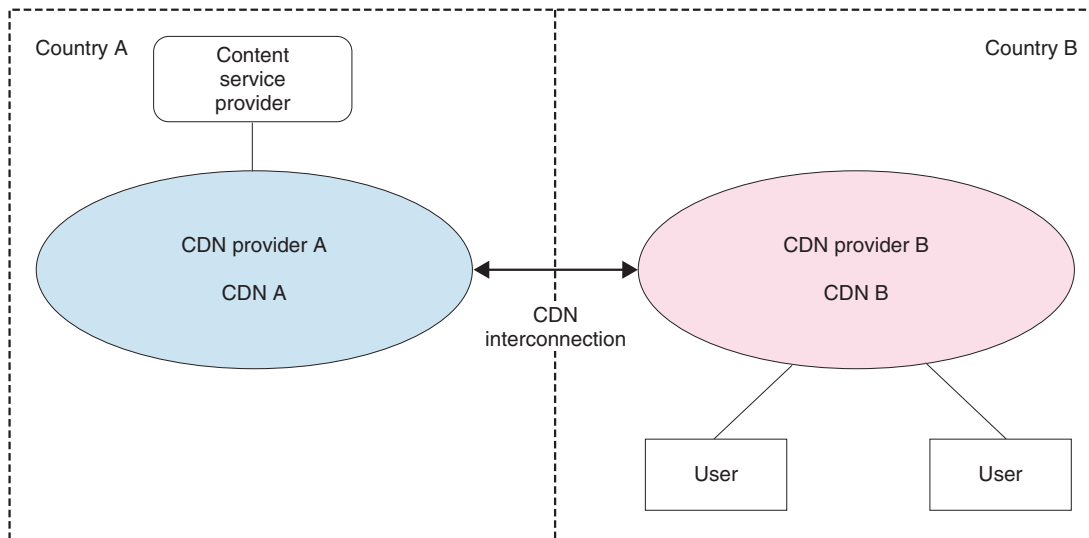 Country A
Content
service
provider
Country B
CDN provider A
CDN A
CDN
interconnection
CDN provider B
CDN B
User
User